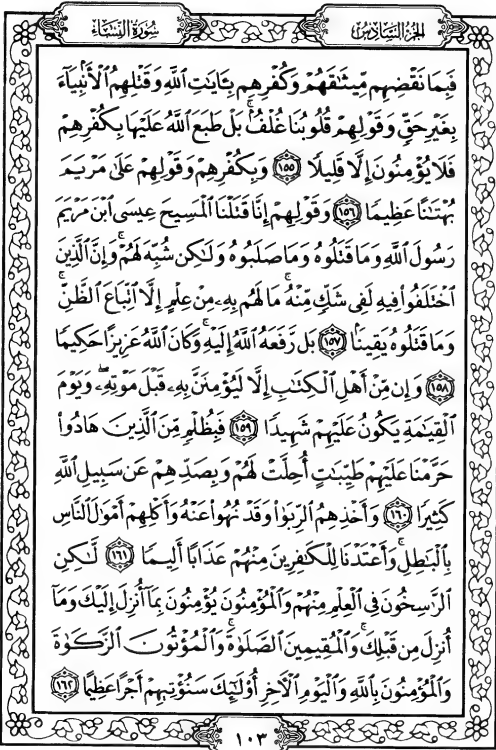 الجزء السادس
سورة النساء
فَبِمَا نَقْضِهِم مِّيثَٰقَهُمْ وَكُفْرِهِم بِـَٔايَٰتِ ٱللَّهِ وَقَتْلِهِمُ ٱلْأَنۢبِيَآءَ
بِغَيْرِ حَقٍّ وَقَوْلِهِمْ قُلُوبُنَا غُلْفٌۢ ۚ بَلْ طَبَعَ ٱللَّهُ عَلَيْهَا بِكُفْرِهِمْ
فَلَا يُؤْمِنُونَ إِلَّا قَلِيلًا ١٥٥ وَبِكُفْرِهِمْ وَقَوْلِهِمْ عَلَىٰ مَرْيَمَ
بُهْتَٰنًا عَظِيمًا ١٥٦ وَقَوْلِهِمْ إِنَّا قَتَلْنَا ٱلْمَسِيحَ عِيسَى ٱبْنَ مَرْيَمَ
رَسُولَ ٱللَّهِ وَمَا قَتَلُوهُ وَمَا صَلَبُوهُ وَلَٰكِن شُبِّهَ لَهُمْ ۚ وَإِنَّ ٱلَّذِينَ
ٱخْتَلَفُوا۟ فِيهِ لَفِى شَكٍّ مِّنْهُ ۚ مَا لَهُم بِهِۦ مِنْ عِلْمٍ إِلَّا ٱتِّبَاعَ ٱلظَّنِّ ۚ
وَمَا قَتَلُوهُ يَقِينًۢا ١٥٧ بَل رَّفَعَهُ ٱللَّهُ إِلَيْهِ ۚ وَكَانَ ٱللَّهُ عَزِيزًا حَكِيمًا
١٥٨ وَإِن مِّنْ أَهْلِ ٱلْكِتَٰبِ إِلَّا لَيُؤْمِنَنَّ بِهِۦ قَبْلَ مَوْتِهِۦ ۖ وَيَوْمَ
ٱلْقِيَٰمَةِ يَكُونُ عَلَيْهِمْ شَهِيدًا ١٥٩ فَبِظُلْمٍ مِّنَ ٱلَّذِينَ هَادُوا۟
حَرَّمْنَا عَلَيْهِمْ طَيِّبَٰتٍ أُحِلَّتْ لَهُمْ وَبِصَدِّهِمْ عَن سَبِيلِ ٱللَّهِ
كَثِيرًا ١٦٠ وَأَخْذِهِمُ ٱلرِّبَوٰا۟ وَقَدْ نُهُوا۟ عَنْهُ وَأَكْلِهِمْ أَمْوَٰلَ ٱلنَّاسِ
بِٱلْبَٰطِلِ ۚ وَأَعْتَدْنَا لِلْكَٰفِرِينَ مِنْهُمْ عَذَابًا أَلِيمًا ١٦١ لَّٰكِنِ
ٱلرَّٰسِخُونَ فِى ٱلْعِلْمِ مِنْهُمْ وَٱلْمُؤْمِنُونَ يُؤْمِنُونَ بِمَآ أُنزِلَ إِلَيْكَ وَمَآ
أُنزِلَ مِن قَبْلِكَ ۚ وَٱلْمُقِيمِينَ ٱلصَّلَوٰةَ ۚ وَٱلْمُؤْتُونَ ٱلزَّكَوٰةَ
وَٱلْمُؤْمِنُونَ بِٱللَّهِ وَٱلْيَوْمِ ٱلْـَٔاخِرِ أُو۟لَٰٓئِكَ سَنُؤْتِيهِمْ أَجْرًا عَظِيمًا ١٦٢
١٠٣